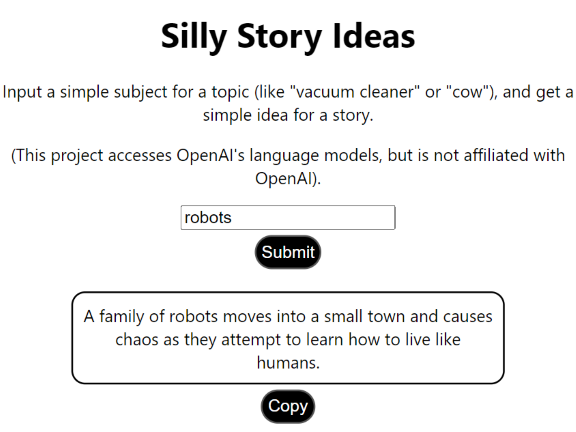 Silly Story Ideas
Input a simple subject for a topic (like "vacuum cleaner" or "cow"), and get a
simple idea for a story.
(This project accesses OpenAI's language models, but is not affiliated with
OpenAI).
robots
Submit
A family of robots moves into a small town and causes
chaos as they attempt to learn how to live like
humans.
Copy